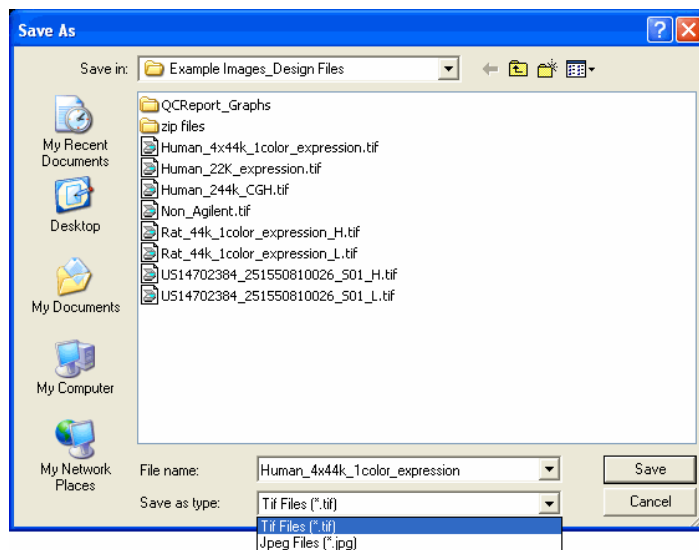 Save As
Save in:
Example Images_Design Files
My Recent
Documents
Desktop
My Documents
My Computer
My Network
Places
QCReport_Graphs
zip files
Human_4x44k_1color_expression.tif
Human_22K_expression.tif
Human_244k_CGH.tif
Non_Agilent.tif
Rat_44k_1color_expression_H.tif
Rat_44k_1color_expression_L.tif
US14702384_251550810026_S01_H.tif
US14702384_251550810026_S01_L.tif
File name:
Human_4x44k_1color_expression
Save
Save as type:
Tif Files (*.tif)
Cancel
Tif Files (*.tif)
Jpeg Files (*.jpg)